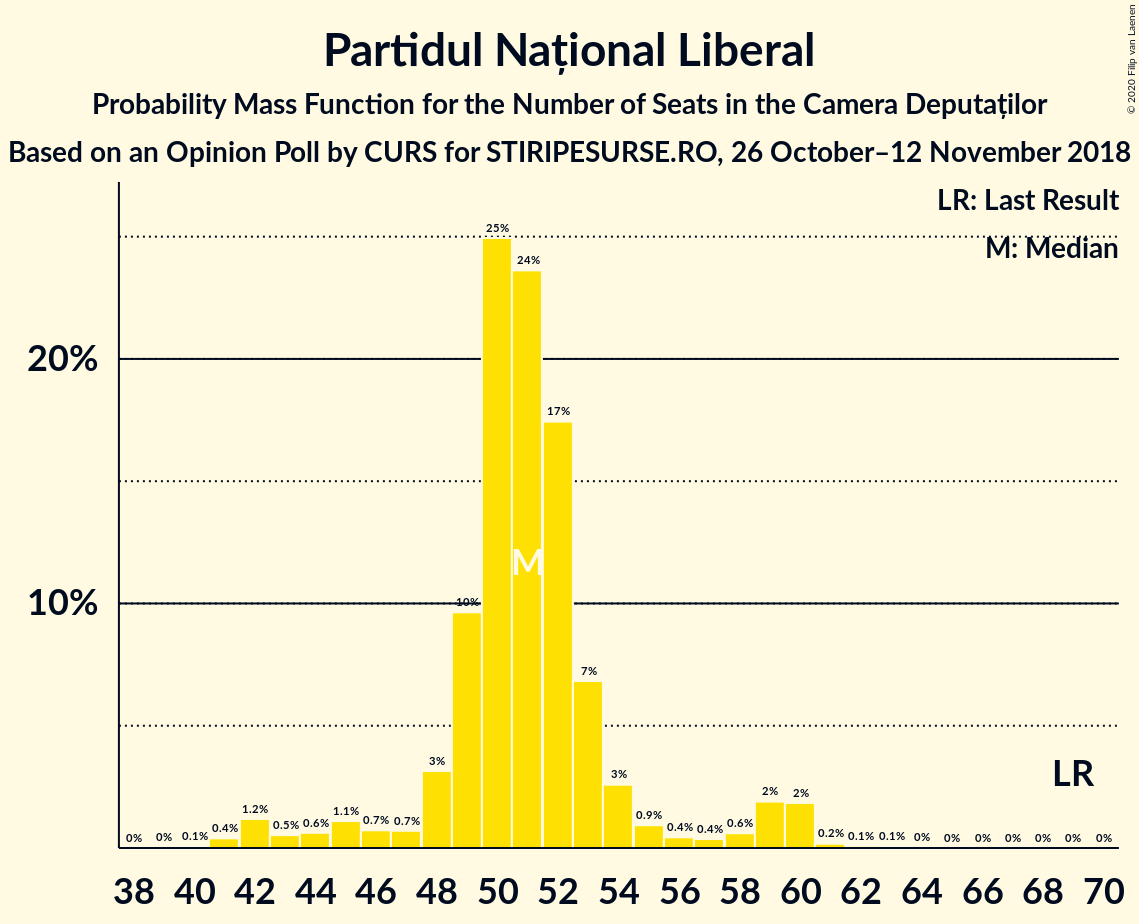 Partidul Național Liberal
Probability Mass Function for the Number of Seats in the Camera Deputaților
Based on an Opinion Poll by CURS for STIRIPESURSE.RO, 26 October–12 November 2018
© 2020 Filip van Laenen
LR: Last Result
M: Median
20%
10%
0% 0% 0.1% 0.4% 1.2% 0.5% 0.6% 1.1% 0.7% 0.7% 3% 10% 25% 24% 17% 7% 3% 0.9% 0.4% 0.4% 0.6% 2% 2% 0.2% 0.1% 0.1% 0% 0% 0% 0% 0% 0% 0%
M
LR
38 40 42 44 46 48 50 52 54 56 58 60 62 64 66 68 70